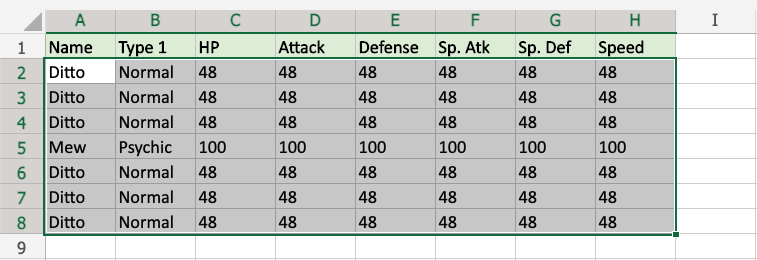 A B C D E F G H I
1 Name Type 1 HP Attack Defense Sp. Atk Sp. Def Speed
2 Ditto Normal 48 48 48 48 48 48
3 Ditto Normal 48 48 48 48 48 48
4 Ditto Normal 48 48 48 48 48 48
5 Mew Psychic 100 100 100 100 100 100
6 Ditto Normal 48 48 48 48 48 48
7 Ditto Normal 48 48 48 48 48 48
8 Ditto Normal 48 48 48 48 48 48
9